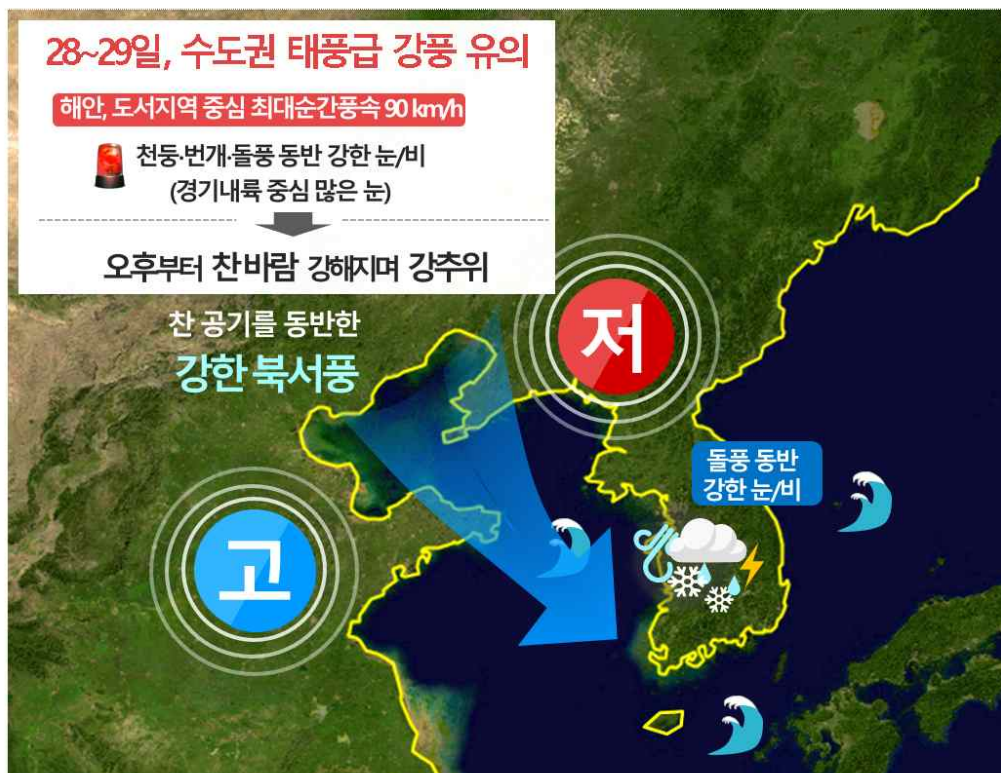 28~29일, 수도권 태풍급 강풍 유의
해안, 도서지역 중심 최대순간풍속 90 km/h
천둥·번개·돌풍 동반 강한 눈/비
(경기내륙 중심 많은 눈)
오후부터 찬바람 강해지며 강추위
찬 공기를 동반한
강한 북서풍
저
돌풍 동반
강한 눈/비
고